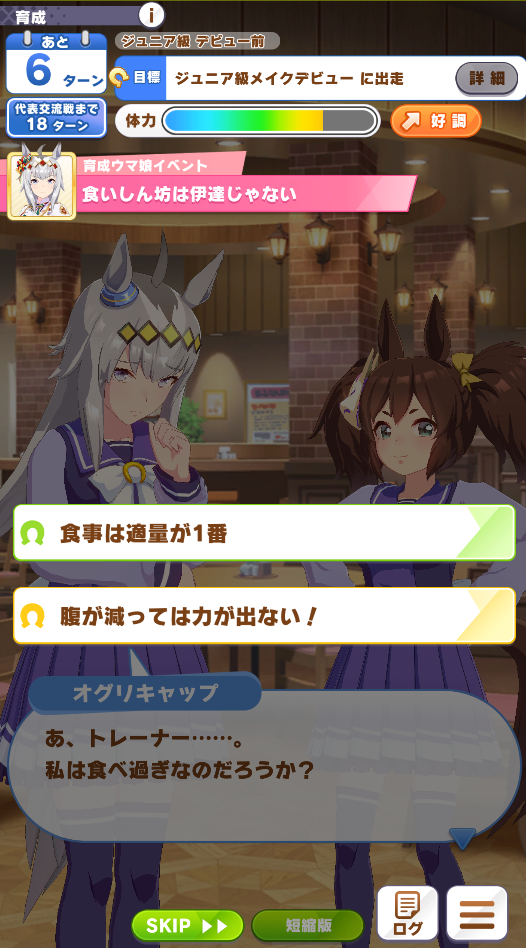 育成
i
あと
6 ターン
ジュニア級 デビュー前
目標
ジュニア級メイクデビュー に出走
詳細
代表交流戦まで
18 ターン
体力
好調
育成ウマ娘イベント
食いしん坊は伊達じゃない
食事は適量が1番
腹が減っては力が出ない！
オグリキャップ
あ、トレーナー……。
私は食べ過ぎなのだろうか？
SKIP
短縮版
ログ